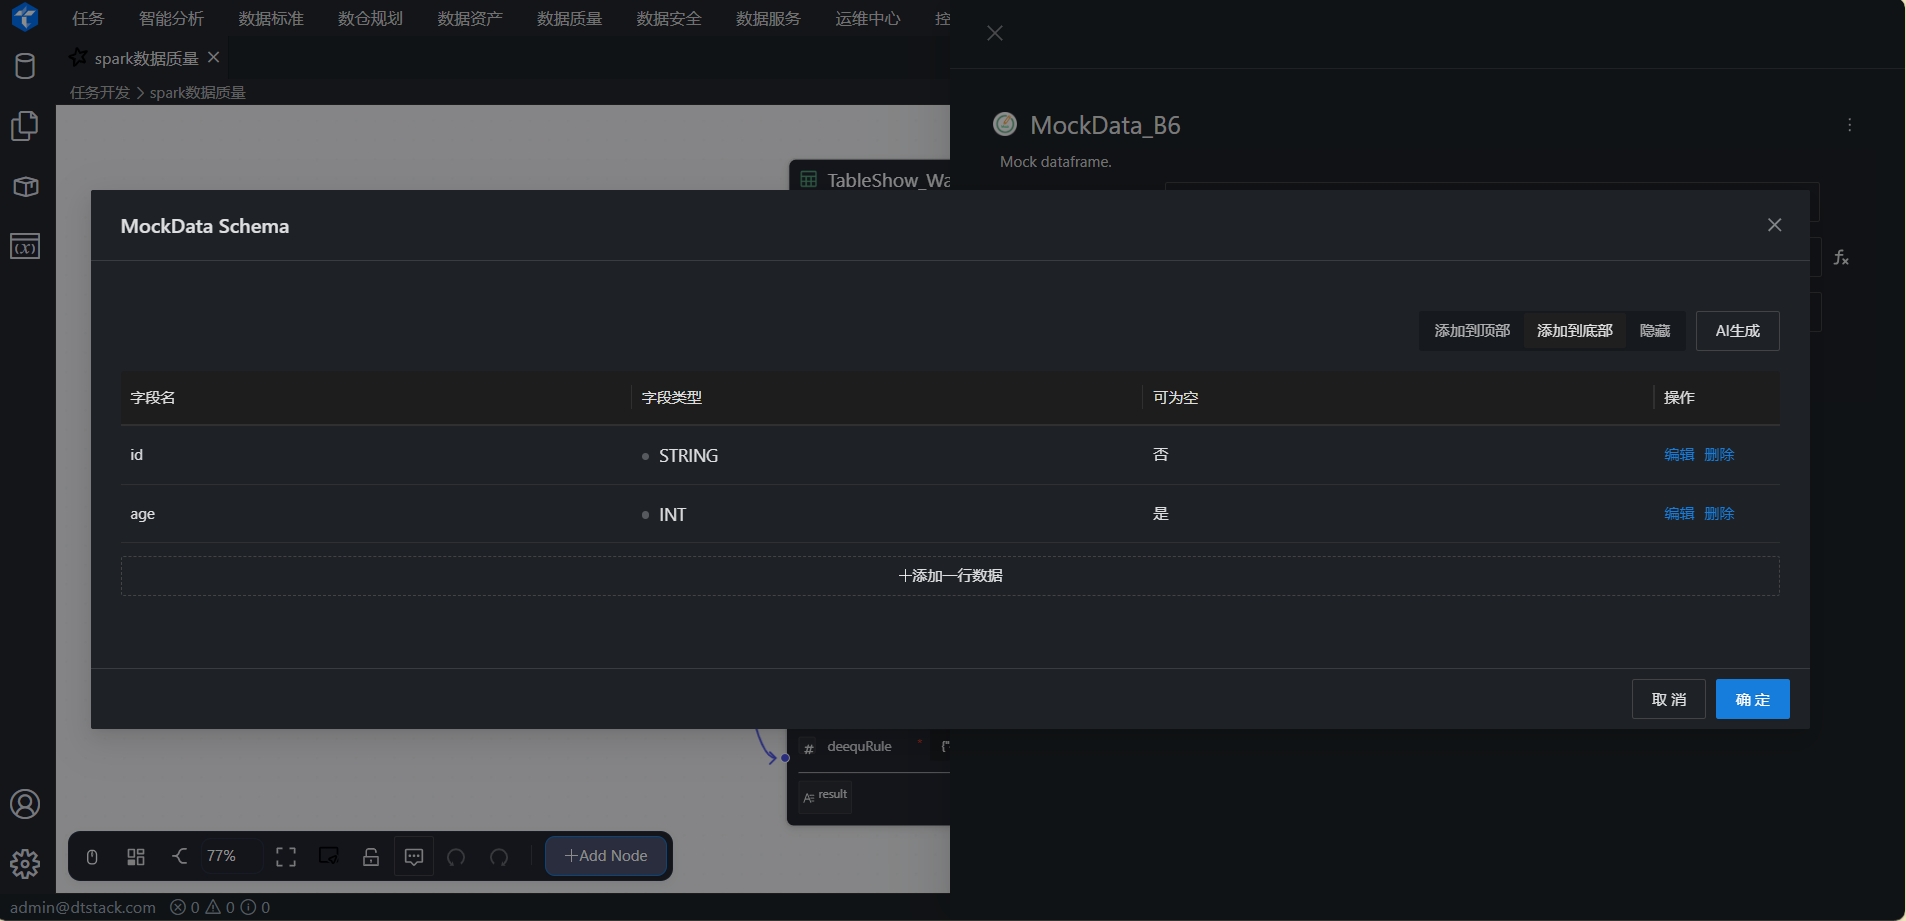 任务 智能分析 数据标准 数仓规划 数据资产 数据质量 数据安全 数据服务 运维中心 控
spark数据质量
任务开发 > spark数据质量
MockData_B6
Mock dataframe.
TableShow_Wa
MockData Schema
添加到顶部 添加到底部 隐藏 AI生成
字段名 字段类型 可为空 操作
id STRING 否 编辑 删除
age INT 是 编辑 删除
+添加一行数据
取 消 确 定
# deequRule * {"
result
77% +Add Node
admin@dtstack.com 0 0 0